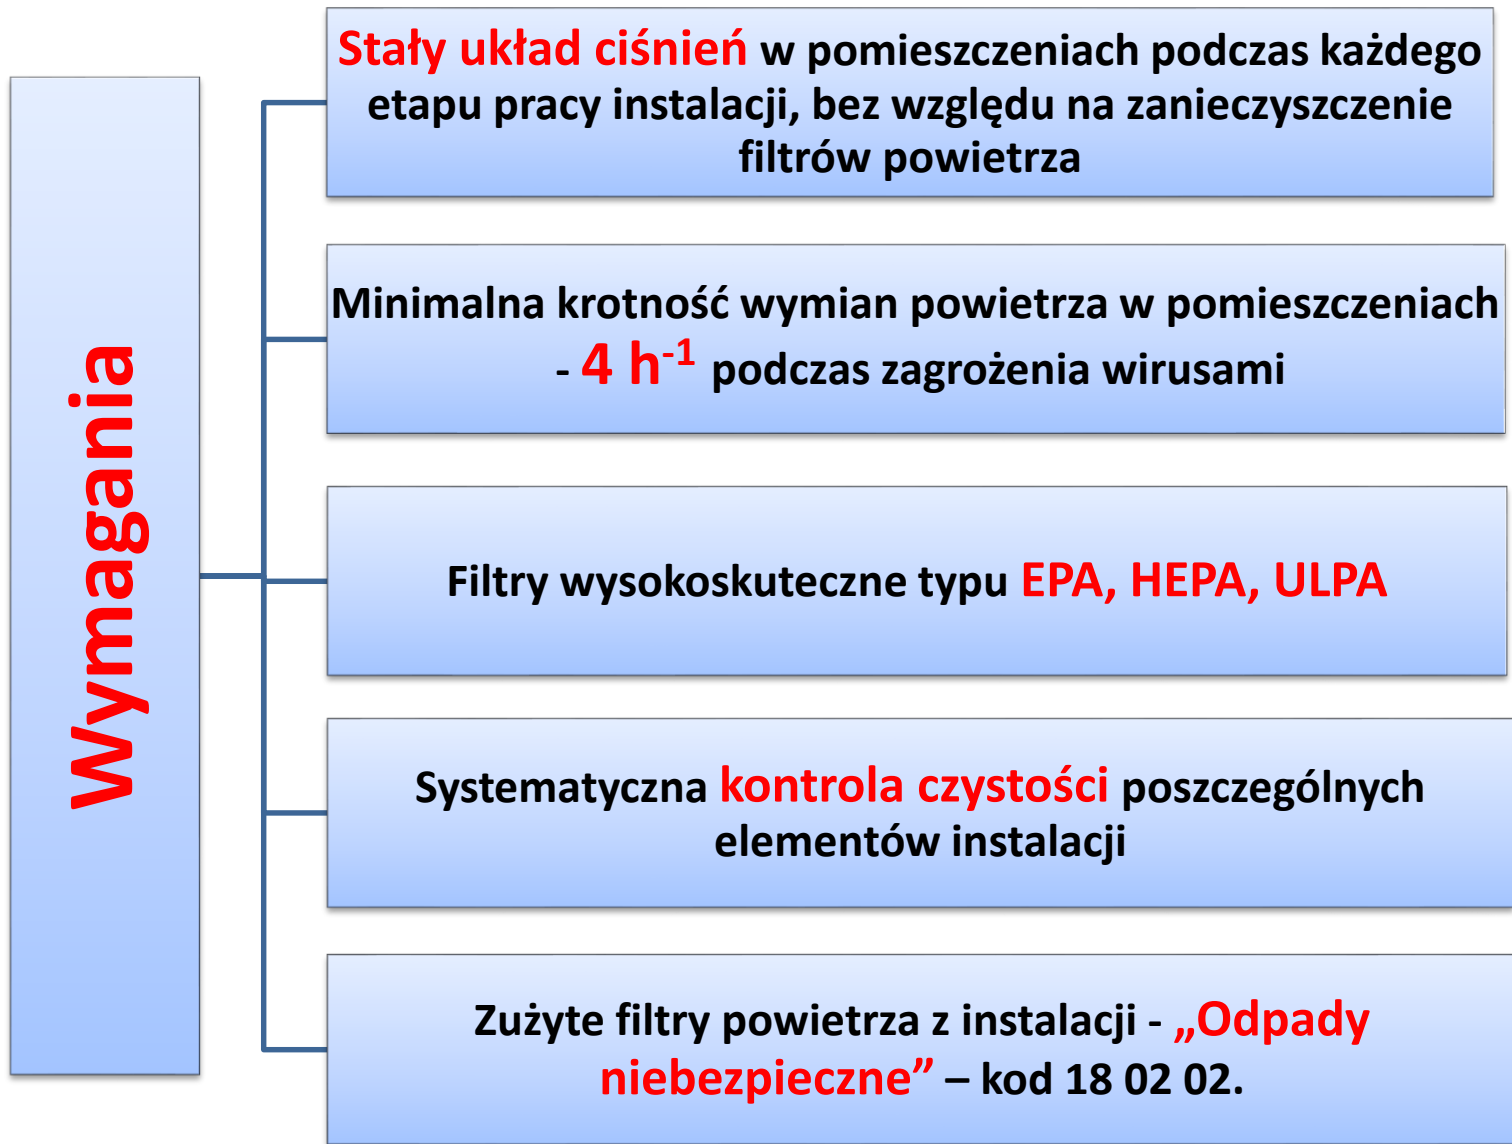 Wymagania
Stały układ ciśnień w pomieszczeniach podczas każdego
etapu pracy instalacji, bez względu na zanieczyszczenie
filtrów powietrza
Minimalna krotność wymian powietrza w pomieszczeniach
- 4 h⁻¹ podczas zagrożenia wirusami
Filtry wysokoskuteczne typu EPA, HEPA, ULPA
Systematyczna kontrola czystości poszczególnych
elementów instalacji
Zużyte filtry powietrza z instalacji - „Odpady
niebezpieczne” – kod 18 02 02.